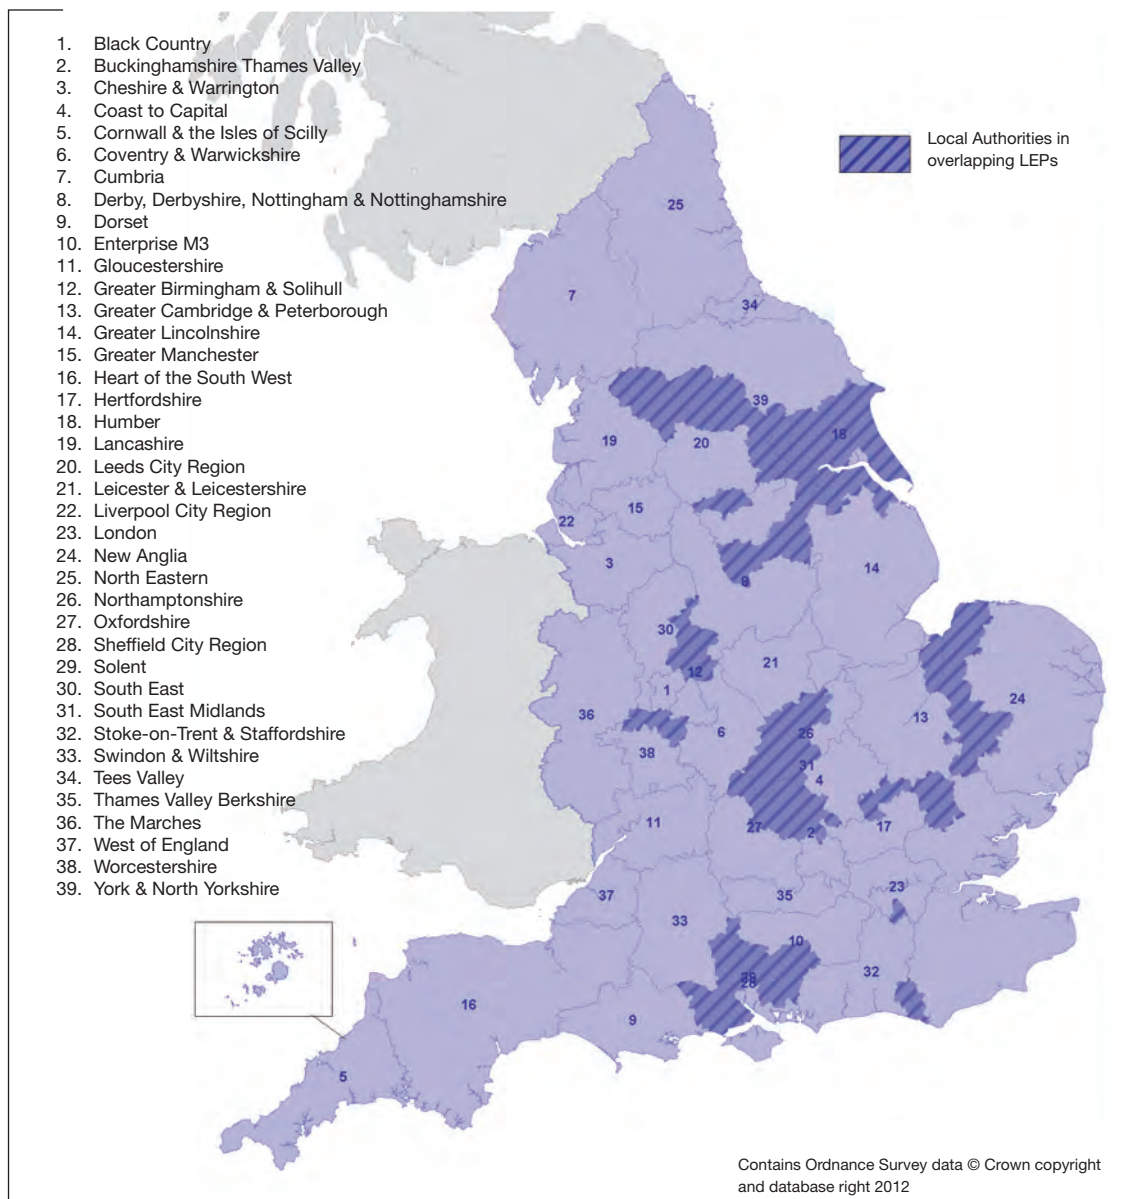 1. Black Country
2. Buckinghamshire Thames Valley
3. Cheshire & Warrington
4. Coast to Capital
5. Cornwall & the Isles of Scilly
6. Coventry & Warwickshire
7. Cumbria
8. Derby, Derbyshire, Nottingham & Nottinghamshire
9. Dorset
10. Enterprise M3
11. Gloucestershire
12. Greater Birmingham & Solihull
13. Greater Cambridge & Peterborough
14. Greater Lincolnshire
15. Greater Manchester
16. Heart of the South West
17. Hertfordshire
18. Humber
19. Lancashire
20. Leeds City Region
21. Leicester & Leicestershire
22. Liverpool City Region
23. London
24. New Anglia
25. North Eastern
26. Northamptonshire
27. Oxfordshire
28. Sheffield City Region
29. Solent
30. South East
31. South East Midlands
32. Stoke-on-Trent & Staffordshire
33. Swindon & Wiltshire
34. Tees Valley
35. Thames Valley Berkshire
36. The Marches
37. West of England
38. Worcestershire
39. York & North Yorkshire
Local Authorities in
overlapping LEPs
25
7
34
39
18
19
20
15
22
3
14
30
12
21
1
36
24
13
6
26
38
31
4
11
27
2
17
37
35
23
33
10
32
28
16
9
5
Contains Ordnance Survey data © Crown copyright
and database right 2012